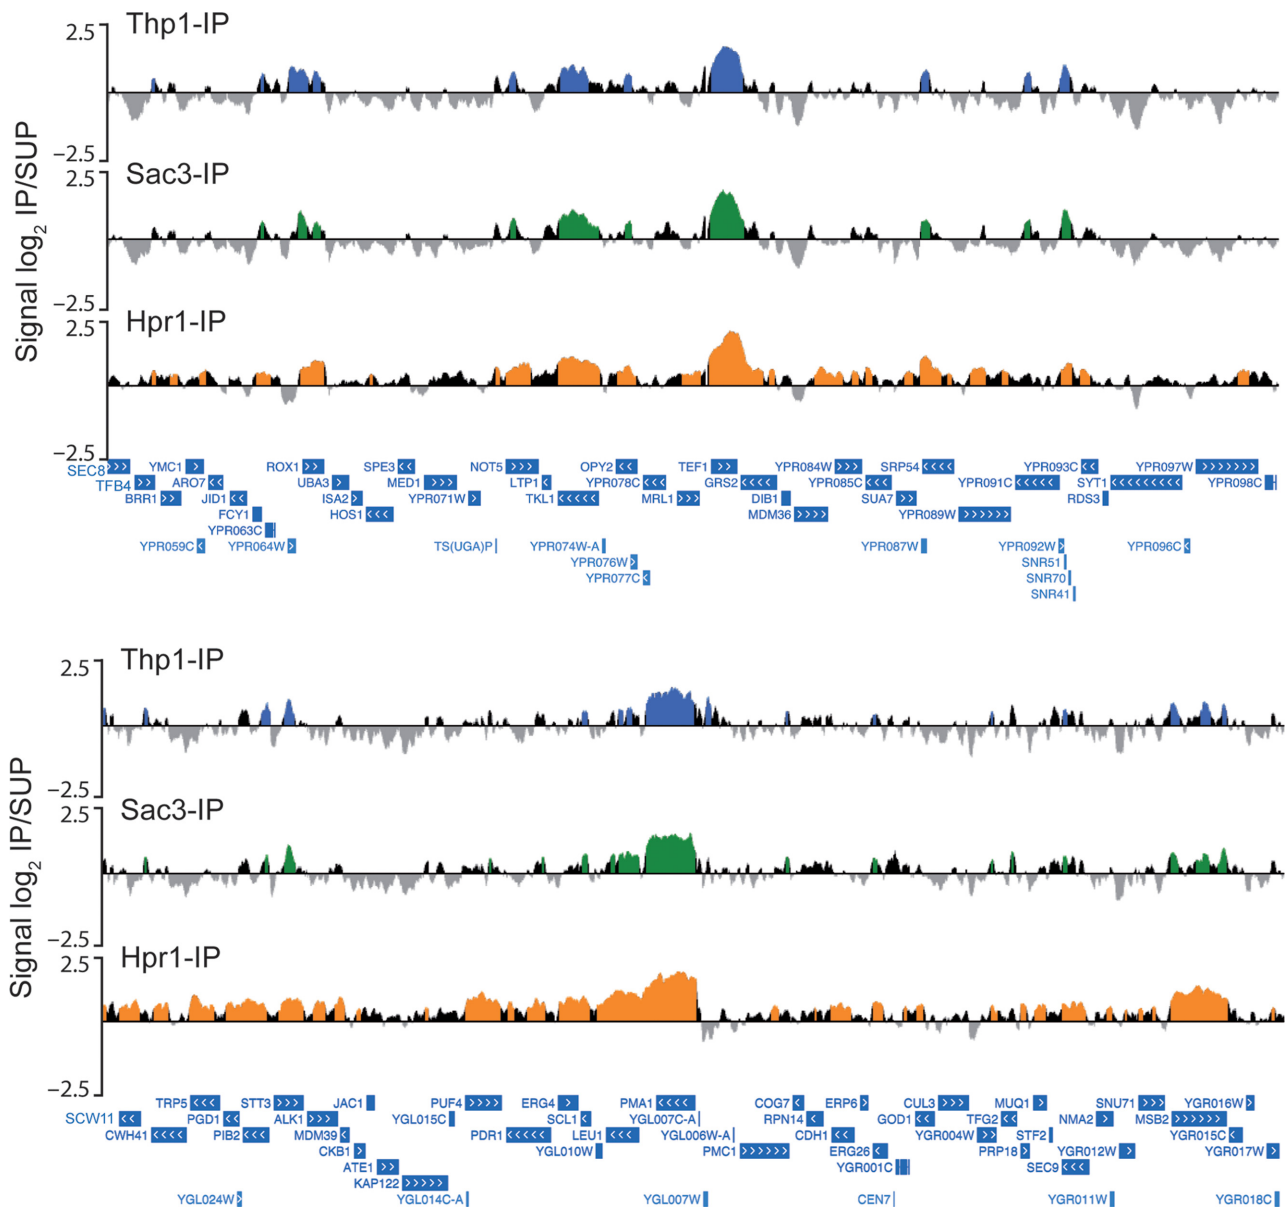 Thp1-IP
2.5
−2.5
Sac3-IP
2.5
−2.5
Hpr1-IP
2.5
−2.5
Signal log2 IP/SUP
SEC8 YMC1 ROX1 SPE3 NOT5 OPY2 TEF1 YPR084W SRP54 YPR093C YPR097W
TFB4 ARO7 UBA3 MED1 LTP1 YPR078C GRS2 YPR085C YPR091C SYT1 YPR098C
BRR1 JID1 ISA2 YPR071W TKL1 MRL1 DIB1 SUA7 RDS3
FCY1 HOS1 MDM36 YPR089W
YPR063C
YPR059C YPR064W TS(UGA)P YPR074W-A YPR087W YPR092W YPR096C
YPR076W SNR51
YPR077C SNR70
SNR41
Thp1-IP
2.5
−2.5
Sac3-IP
2.5
−2.5
Hpr1-IP
2.5
−2.5
Signal log2 IP/SUP
TRP5 STT3 JAC1 PUF4 ERG4 PMA1 COG7 ERP6 CUL3 MUQ1 SNU71 YGR016W
SCW11 PGD1 ALK1 YGL015C SCL1 YGL007C-A RPN14 GOD1 TFG2 NMA2 MSB2
CWH41 PIB2 MDM39 PDR1 LEU1 YGL006W-A CDH1 YGR004W STF2 YGR015C
CKB1 YGL010W PMC1 ERG26 PRP18 YGR012W YGR017W
ATE1 YGR001C SEC9
KAP122
YGL024W YGL014C-A YGL007W CEN7 YGR011W YGR018C